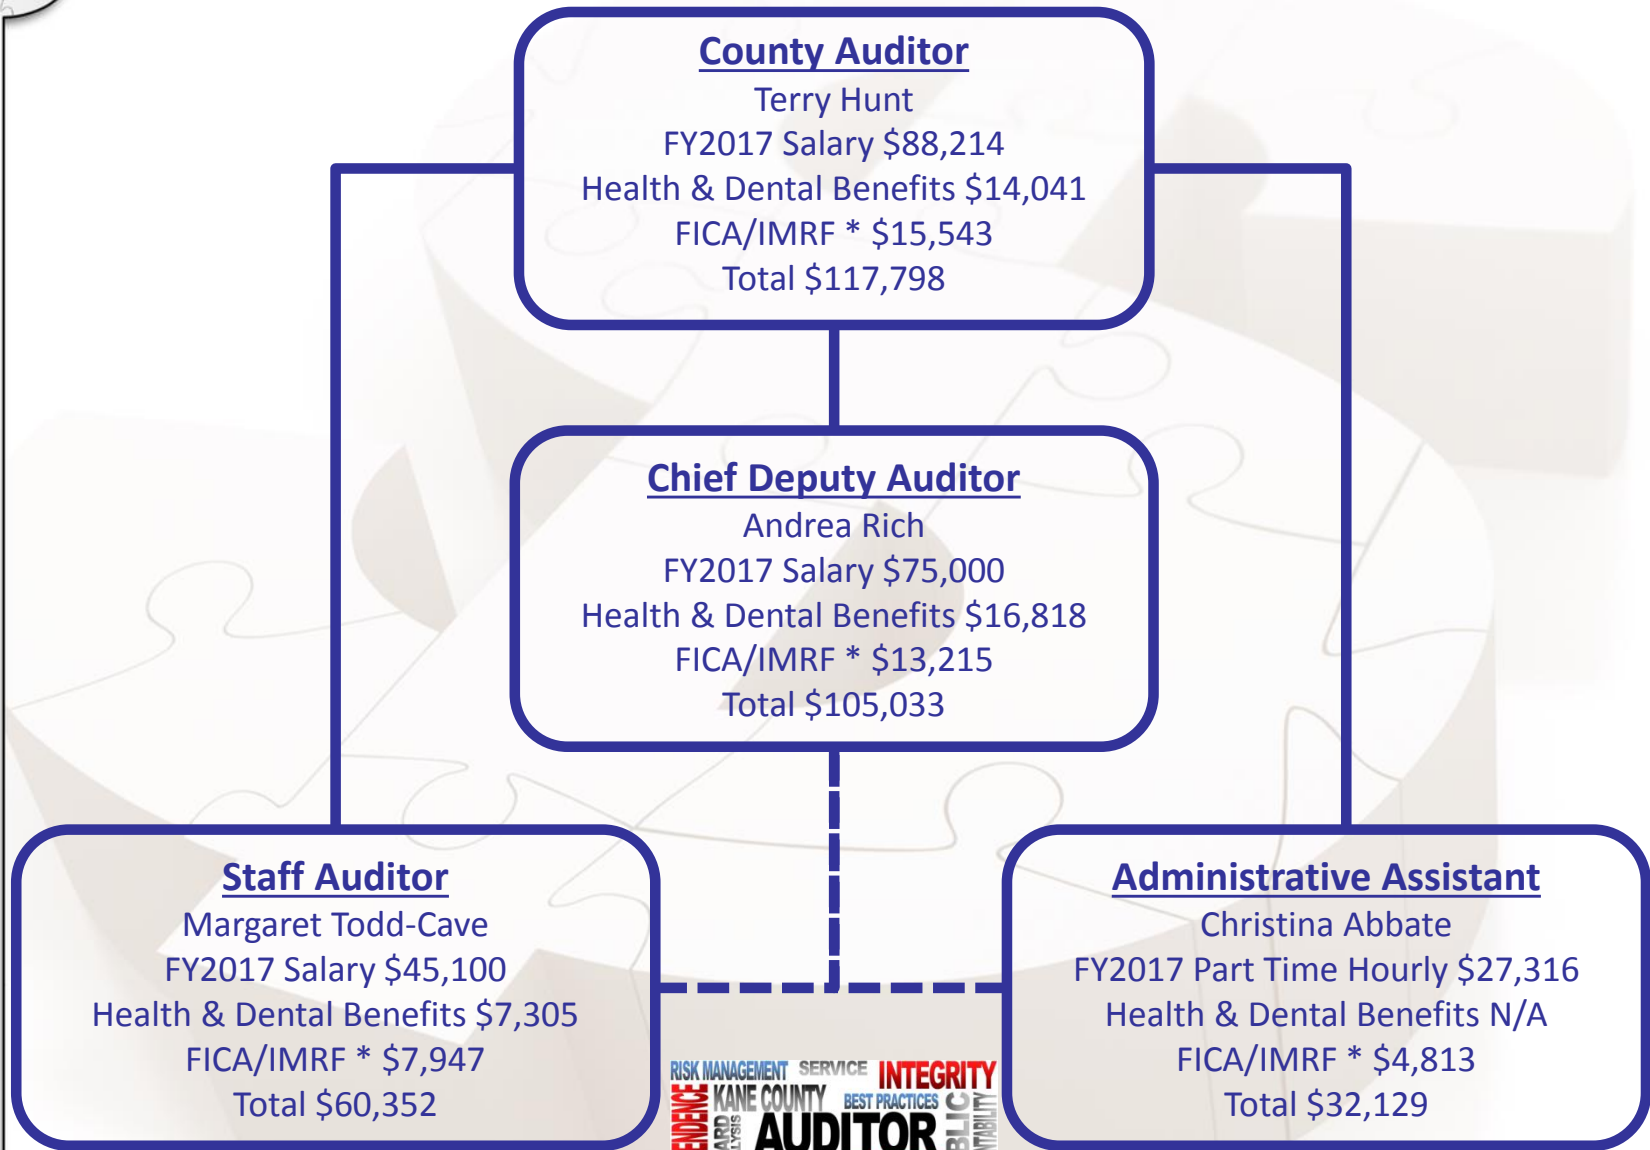 County Auditor
Terry Hunt
FY2017 Salary $88,214
Health & Dental Benefits $14,041
FICA/IMRF * $15,543
Total $117,798
Chief Deputy Auditor
Andrea Rich
FY2017 Salary $75,000
Health & Dental Benefits $16,818
FICA/IMRF * $13,215
Total $105,033
Staff Auditor
Margaret Todd-Cave
FY2017 Salary $45,100
Health & Dental Benefits $7,305
FICA/IMRF * $7,947
Total $60,352
Administrative Assistant
Christina Abbate
FY2017 Part Time Hourly $27,316
Health & Dental Benefits N/A
FICA/IMRF * $4,813
Total $32,129
RISK MANAGEMENT SERVICE INTEGRITY
KANE COUNTY BEST PRACTICES
AUDITOR